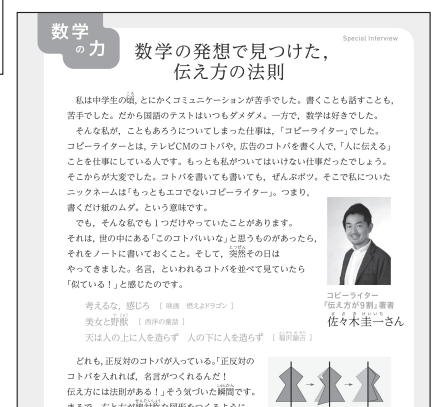 数学
の力
Special Interview
数学の発想で見つけた，
伝え方の法則
私は中学生の頃，とにかくコミュニケーションが苦手でした。書くことも話すことも，
苦手でした。だから国語のテストはいつもダメダメ。一方で，数学は好きでした。
そんな私が，こともあろうについてしまった仕事は，「コピーライター」でした。
コピーライターとは，テレビCMのコトバや，広告のコトバを書く人で，「人に伝える」
ことを仕事にしている人です。もっとも私がついてはいけない仕事だったでしょう。
そこからが大変でした。コトバを書いても書いても，ぜんぶボツ。そこで私についた
ニックネームは「もっともエコでないコピーライター」。つまり，
書くだけ紙のムダ。という意味です。
でも，そんな私でも1つだけやっていたことがあります。
それは，世の中にある「このコトバいいな」と思うものがあったら，
それをノートに書いておくこと。そして，突然その日は
やってきました。名言，といわれるコトバを並べて見ていたら
「似ている！」と感じたのです。
コピーライター
『伝え方が9割』著者
佐々木圭一さん
考えるな，感じろ ［映画 燃えよドラゴン］
美女と野獣 ［西洋の童話］
天は人の上に人を造らず 人の下に人を造らず ［福沢諭吉］
どれも，正反対のコトバが入っている。「正反対の
コトバを入れれば，名言がつくれるんだ！
伝え方には法則がある！」そう気づいた瞬間です。